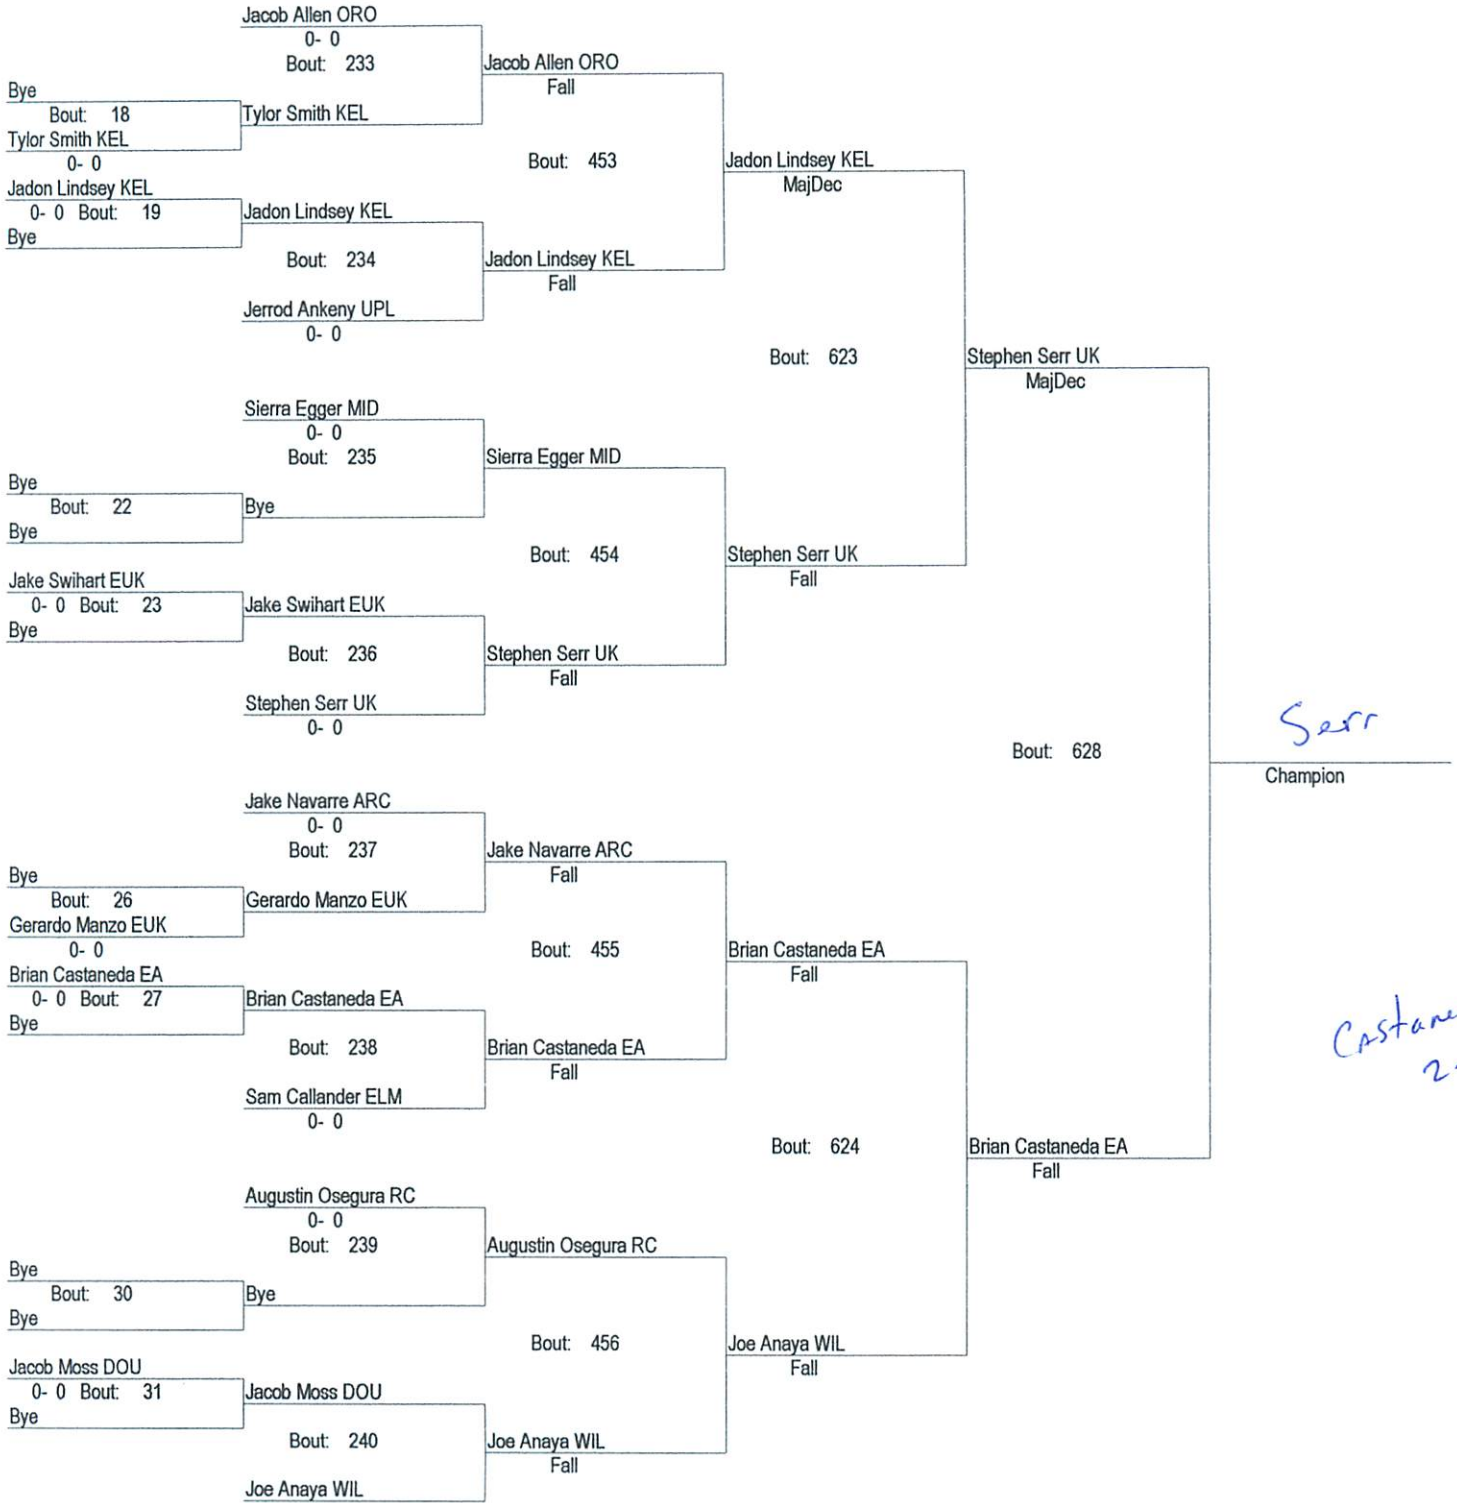 Jacob Allen ORO
0- 0
Bout: 233
Jacob Allen ORO
Fall
Bye
Bout: 18
Tylor Smith KEL
Tylor Smith KEL
0- 0
Bout: 453
Jadon Lindsey KEL
MajDec
Jadon Lindsey KEL
0- 0 Bout: 19
Jadon Lindsey KEL
Bye
Bout: 234
Jadon Lindsey KEL
Fall
Jerrod Ankeny UPL
0- 0
Bout: 623
Stephen Serr UK
MajDec
Sierra Egger MID
0- 0
Bout: 235
Sierra Egger MID
Bye
Bout: 22
Bye
Bye
Bout: 454
Stephen Serr UK
Fall
Jake Swihart EUK
0- 0 Bout: 23
Jake Swihart EUK
Bye
Bout: 236
Stephen Serr UK
Fall
Stephen Serr UK
0- 0
Serr
Bout: 628
Champion
Jake Navarre ARC
0- 0
Bout: 237
Jake Navarre ARC
Fall
Bye
Bout: 26
Gerardo Manzo EUK
Gerardo Manzo EUK
0- 0
Bout: 455
Brian Castaneda EA
Fall
Brian Castaneda EA
0- 0 Bout: 27
Brian Castaneda EA
Bye
Bout: 238
Brian Castaneda EA
Fall
Sam Callander ELM
0- 0
Bout: 624
Brian Castaneda EA
Fall
Augustin Osegura RC
0- 0
Bout: 239
Augustin Osegura RC
Bye
Bout: 30
Bye
Bye
Bout: 456
Joe Anaya WIL
Fall
Jacob Moss DOU
0- 0 Bout: 31
Jacob Moss DOU
Bye
Bout: 240
Joe Anaya WIL
Fall
Joe Anaya WIL